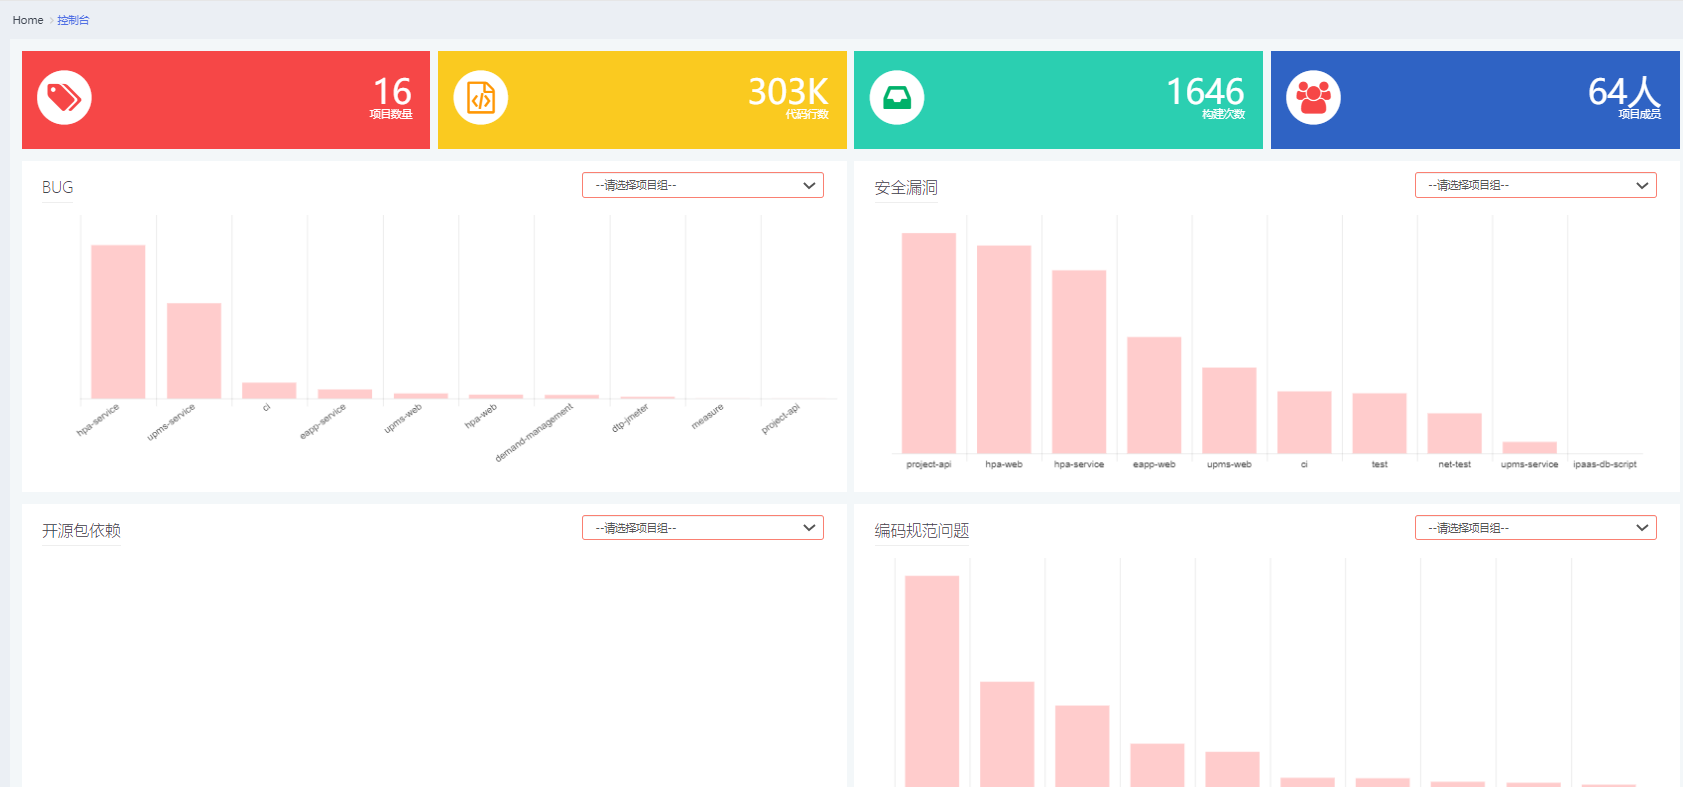 Home > 控制台
16
项目数量
303K
代码行数
1646
构建次数
64人
项目成员
BUG
--请选择项目组--
hpa-service
upms-service
ci
eapp-service
upms-web
hpa-web
demand-management
dtp-jmeter
measure
project-api
安全漏洞
--请选择项目组--
project-api
hpa-web
hpa-service
eapp-web
upms-web
ci
test
net-test
upms-service
ipaas-db-script
开源包依赖
--请选择项目组--
编码规范问题
--请选择项目组--